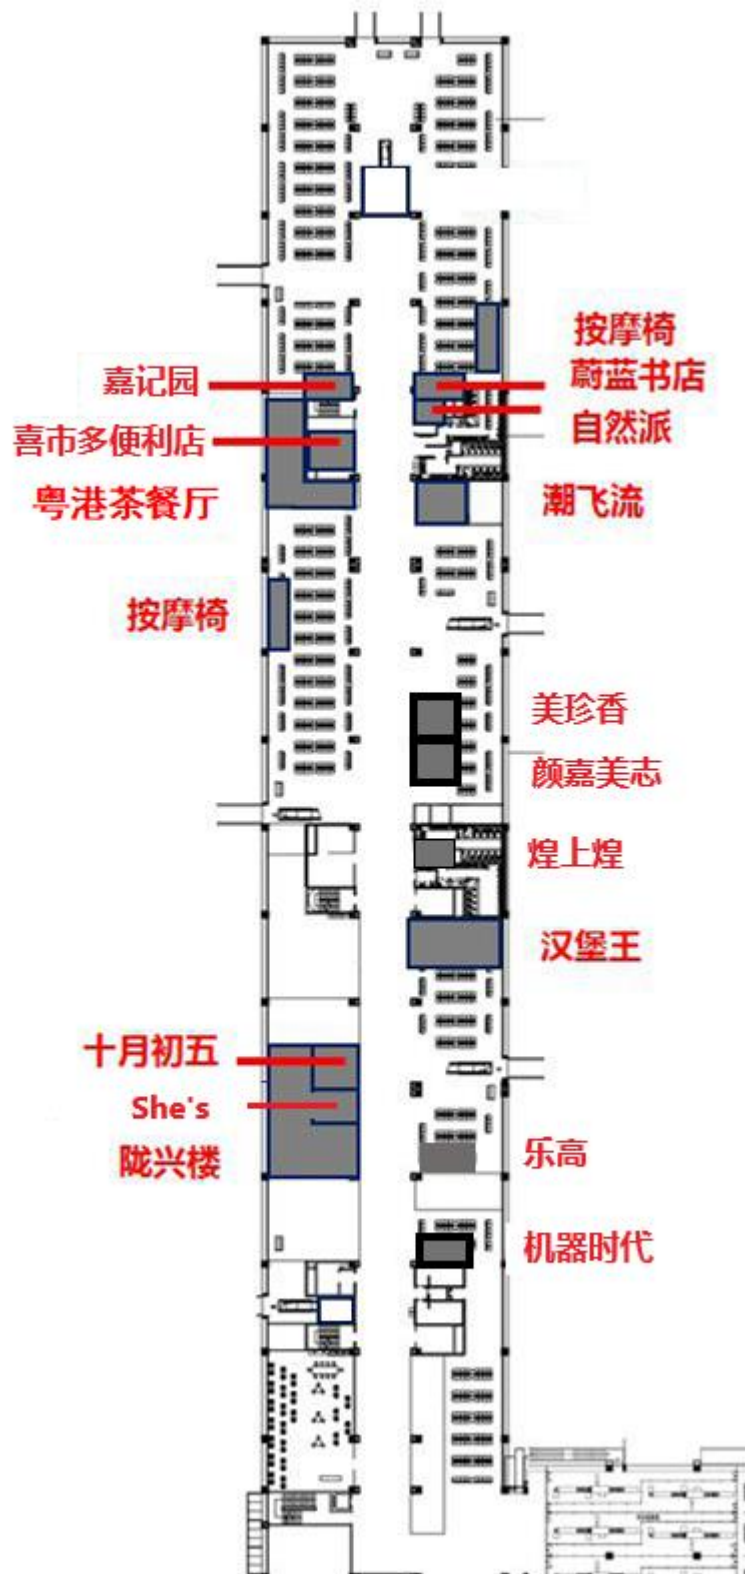 按摩椅
嘉记园
蔚蓝书店
自然派
喜市多便利店
粤港茶餐厅
潮飞流
按摩椅
美珍香
颜嘉美志
煌上煌
汉堡王
十月初五
She's
陇兴楼
乐高
机器时代